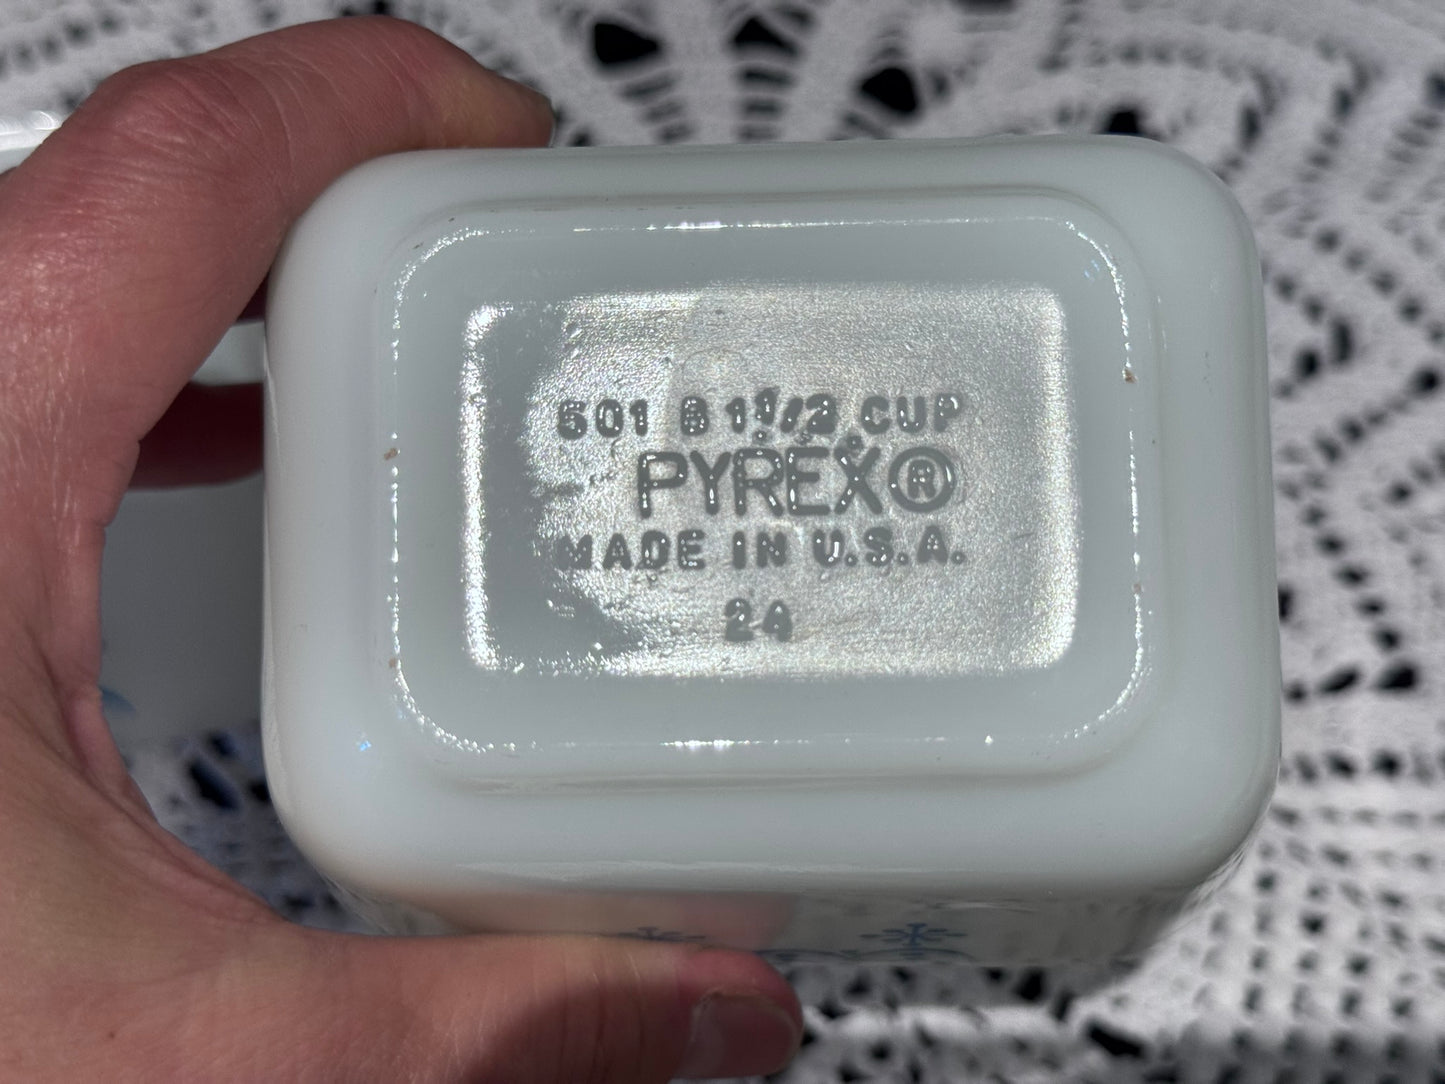 501 B 1 1/2 CUP
PYREX®
MADE IN U.S.A.
24